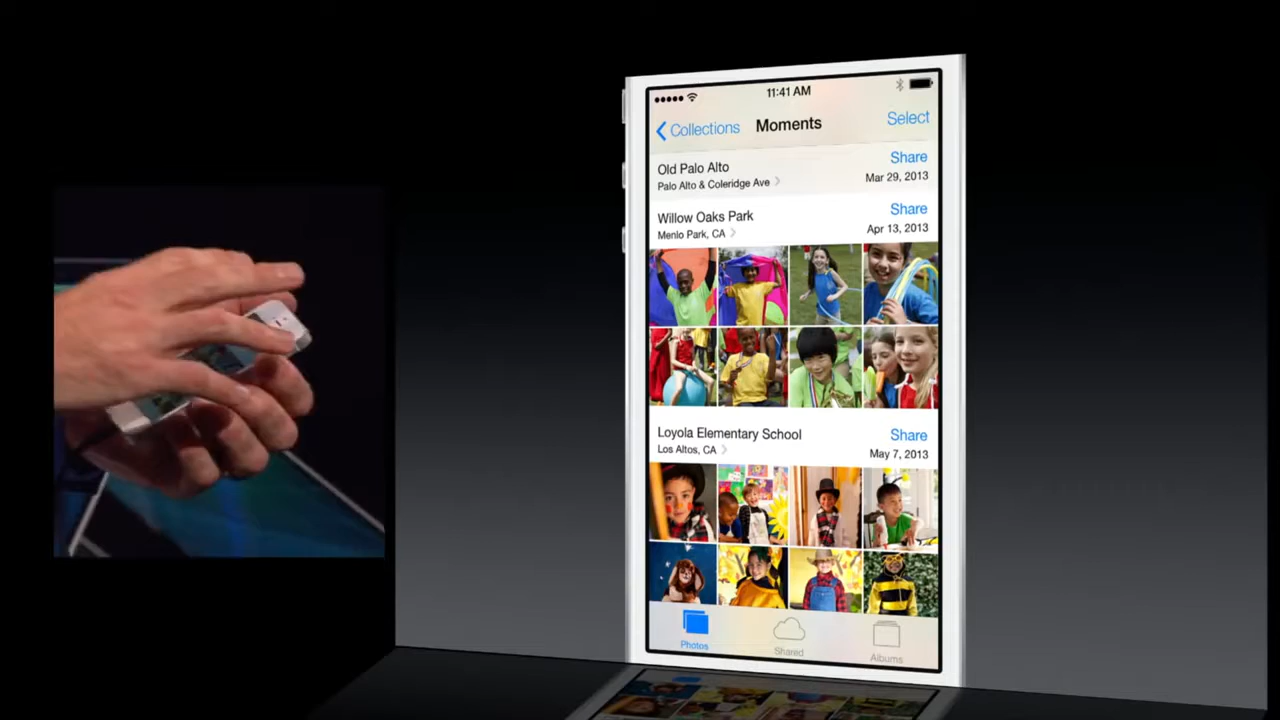 11:41 AM
Collections
Moments
Select
Old Palo Alto
Share
Palo Alto & Coleridge Ave
Mar 29, 2013
Willow Oaks Park
Share
Menlo Park, CA
Apr 13, 2013
Loyola Elementary School
Share
Los Altos, CA
May 7, 2013
Photos
Shared
Albums